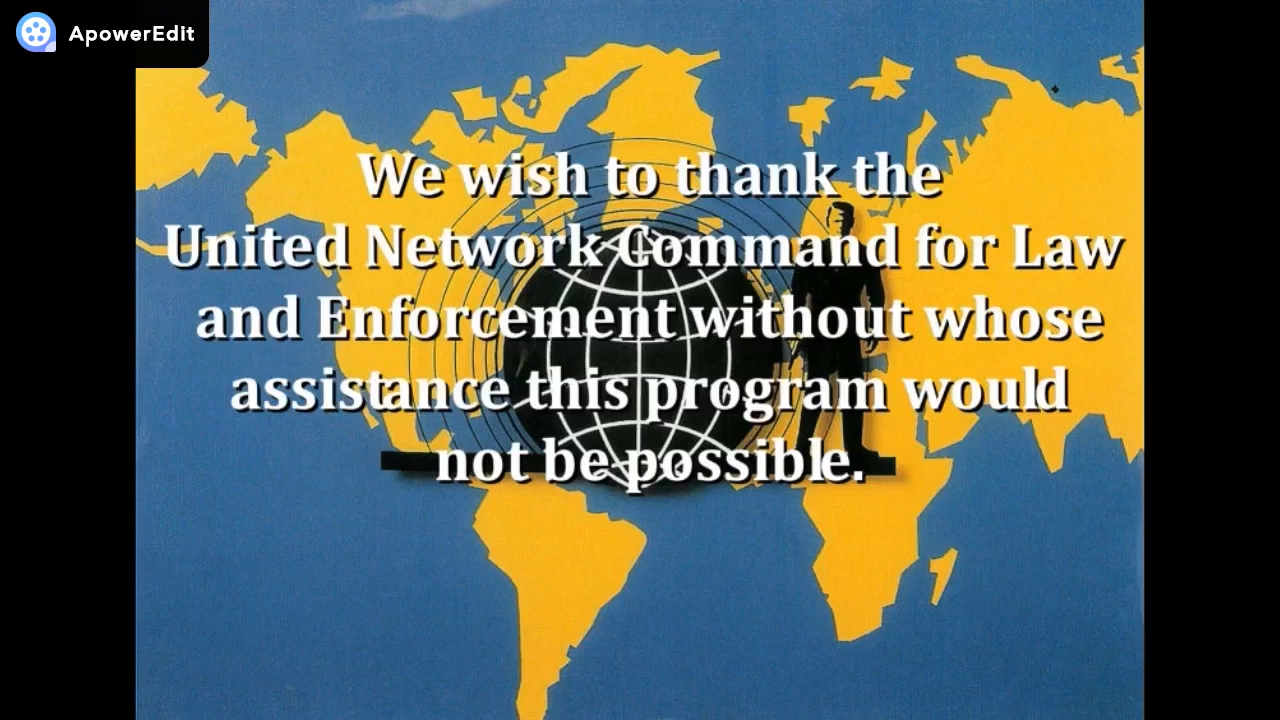 ApowerEdit
We wish to thank the
United Network Command for Law
and Enforcement without whose
assistance this program would
not be possible.